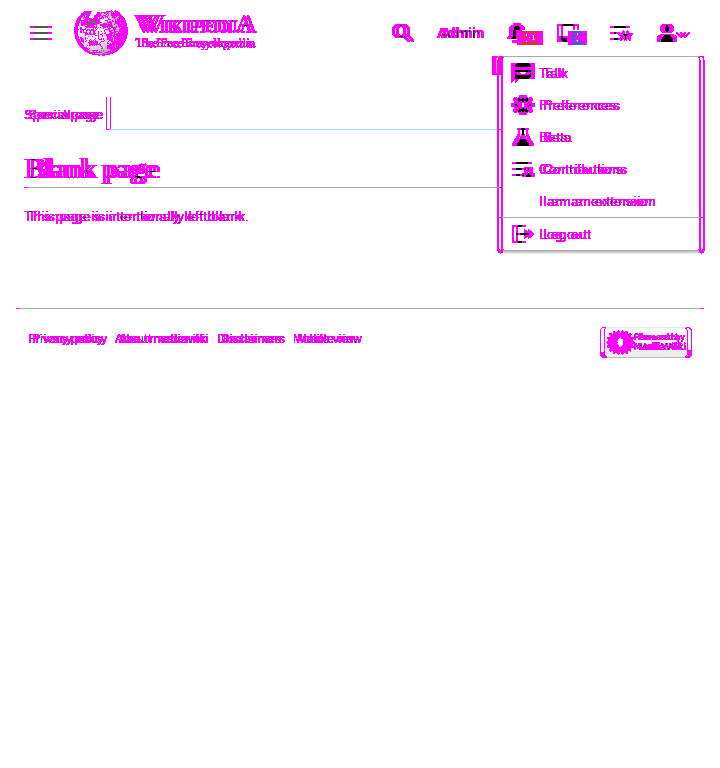 WIKIPEDIA
The Free Encyclopedia
Admin
Talk
Preferences
Beta
Contributions
I am an extension
Log out
Special page
Blank page
This page is intentionally left blank.
Privacy policy About mediawiki Disclaimers Mobile view
Powered by
MediaWiki